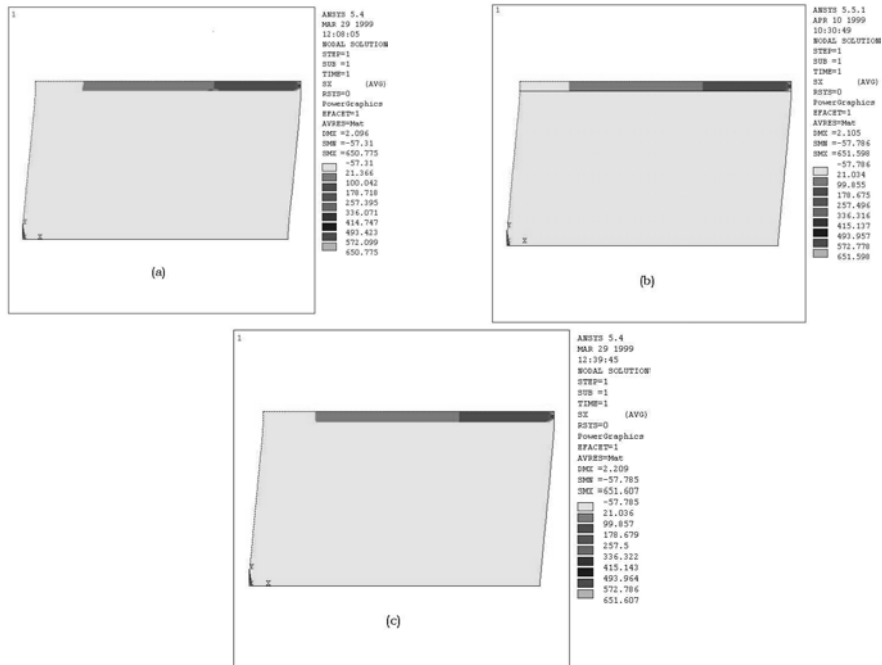 1
ANSYS 5.4
MAR 29 1999
12:08:05
NODAL SOLUTION
STEP=1
SUB =1
TIME=1
SX (AVG)
RSYS=0
PowerGraphics
EFACET=1
AVRES=Mat
DMX =2.096
SMN =-57.31
SMX =650.775
-57.31
21.366
100.042
178.718
257.395
336.071
414.747
493.423
572.099
650.775
Y
X
(a)
1
ANSYS 5.5.1
APR 10 1999
10:30:49
NODAL SOLUTION
STEP=1
SUB =1
TIME=1
SX (AVG)
RSYS=0
PowerGraphics
EFACET=1
AVRES=Mat
DMX =2.105
SMN =-57.786
SMX =651.598
-57.786
21.034
99.855
178.675
257.496
336.316
415.137
493.957
572.778
651.598
Y
X
(b)
1
ANSYS 5.4
MAR 29 1999
12:39:45
NODAL SOLUTION
STEP=1
SUB =1
TIME=1
SX (AVG)
RSYS=0
PowerGraphics
EFACET=1
AVRES=Mat
DMX =2.209
SMN =-57.785
SMX =651.607
-57.785
21.036
99.857
178.679
257.5
336.322
415.143
493.964
572.786
651.607
Y
X
(c)